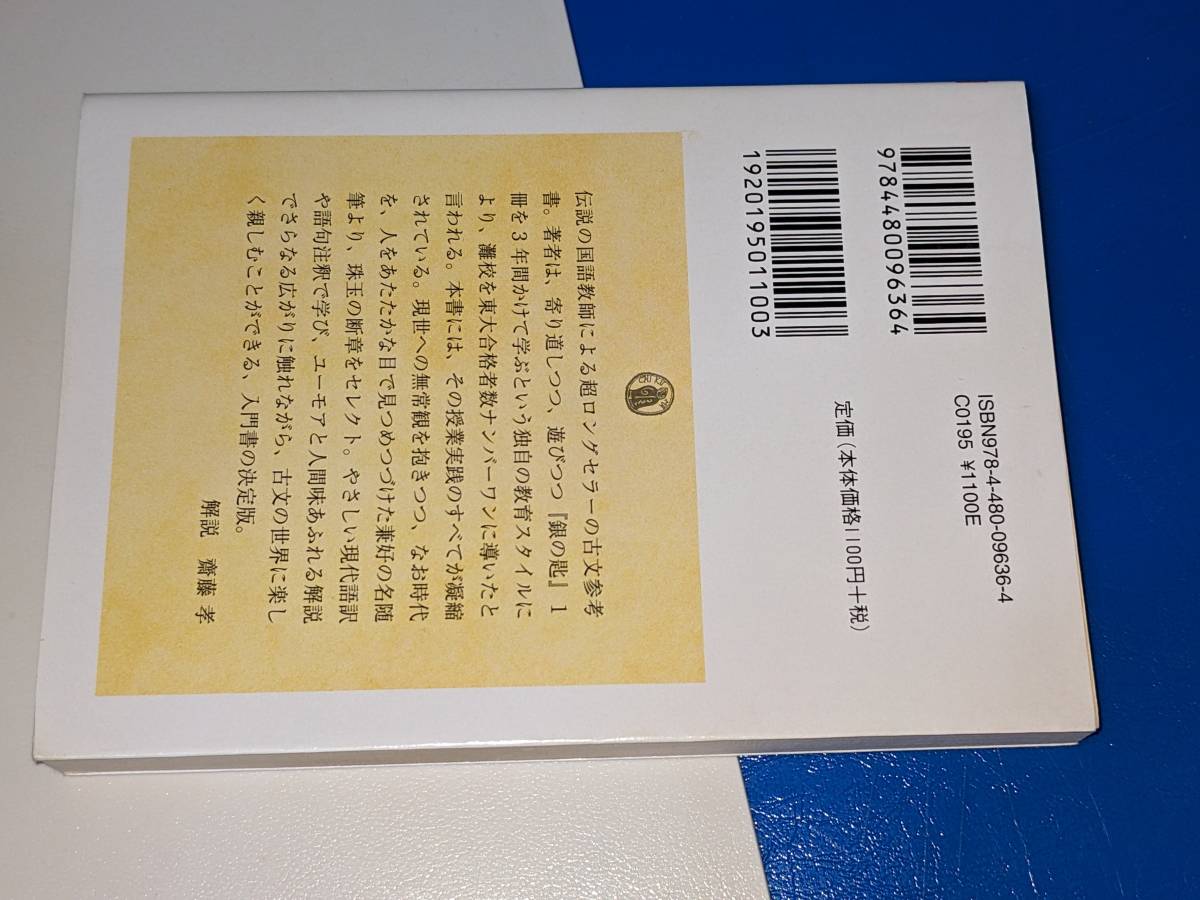 9784480096364
1920195011003
ISBN978-4-480-09636-4
C0195 ¥1100E
定価（本体価格1100円+税）
伝説の国語教師による超ロングセラーの古文参考
書。著者は、寄り道しつつ、遊びつつ『銀の匙』1
冊を3年間かけて学ぶという独自の教育スタイルに
より、灘校を東大合格者数ナンバーワンに導いたと
言われる。本書には、その授業実践のすべてが凝縮
されている。現世への無常観を抱きつつ、なお時代
を、人をあたたかな目で見つめつづけた兼好の名随
筆より、珠玉の断章をセレクト。やさしい現代語訳
や語句注釈で学び、ユーモアと人間味あふれる解説
でさらなる広がりに触れながら、古文の世界に楽し
く親しむことができる、入門書の決定版。
解説 齋藤 孝